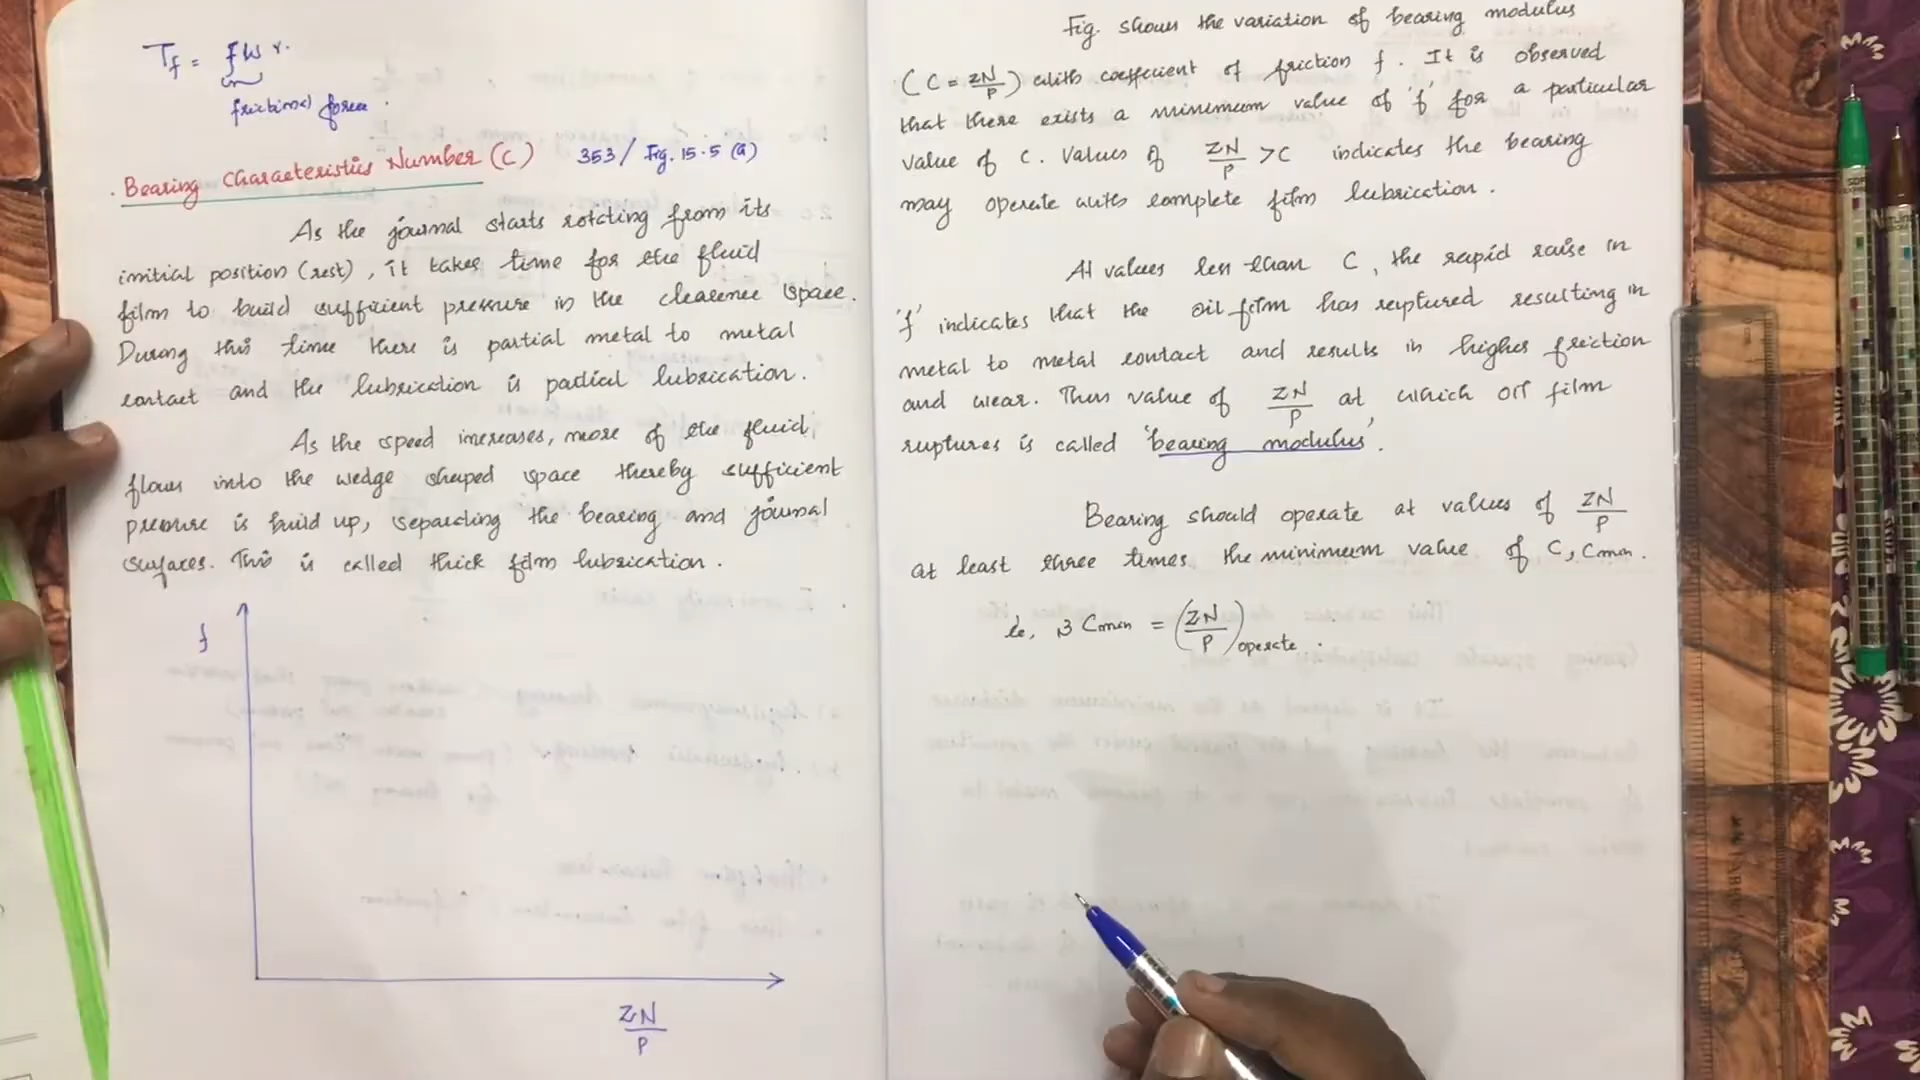 Tf = fWr.
frictional force.
Bearing Characteristics Number (C) 353/ Fig. 15.5 (a)
As the journal starts rotating from its
initial position (rest), it takes time for the fluid
film to build sufficient pressure in the clearence space.
During this time there is partial metal to metal
contact and the lubrication is partial lubrication.
As the speed increases, more of the fluid
flows into the wedge shaped space thereby sufficient
pressure is build up, separating the bearing and journal
surfaces. This is called thick film lubrication.
f
ZN
P
Fig. shows the variation of bearing modulus
(C = ZN/P) with coefficient of friction f. It is observed
that there exists a minimum value of 'f' for a particular
value of C. Values of ZN/P >C indicates the bearing
may operate with complete film lubrication.
At values less than C, the rapid raise in
'f' indicates that the oil film has reptured resulting in
metal to metal contact and results in higher friction
and wear. Thus value of ZN/P at which oil film
ruptures is called 'bearing modulus'.
Bearing should operate at values of ZN/P
at least three times the minimum value of C, Cmin.
ie, 3 Cmin = (ZN/P)operate.